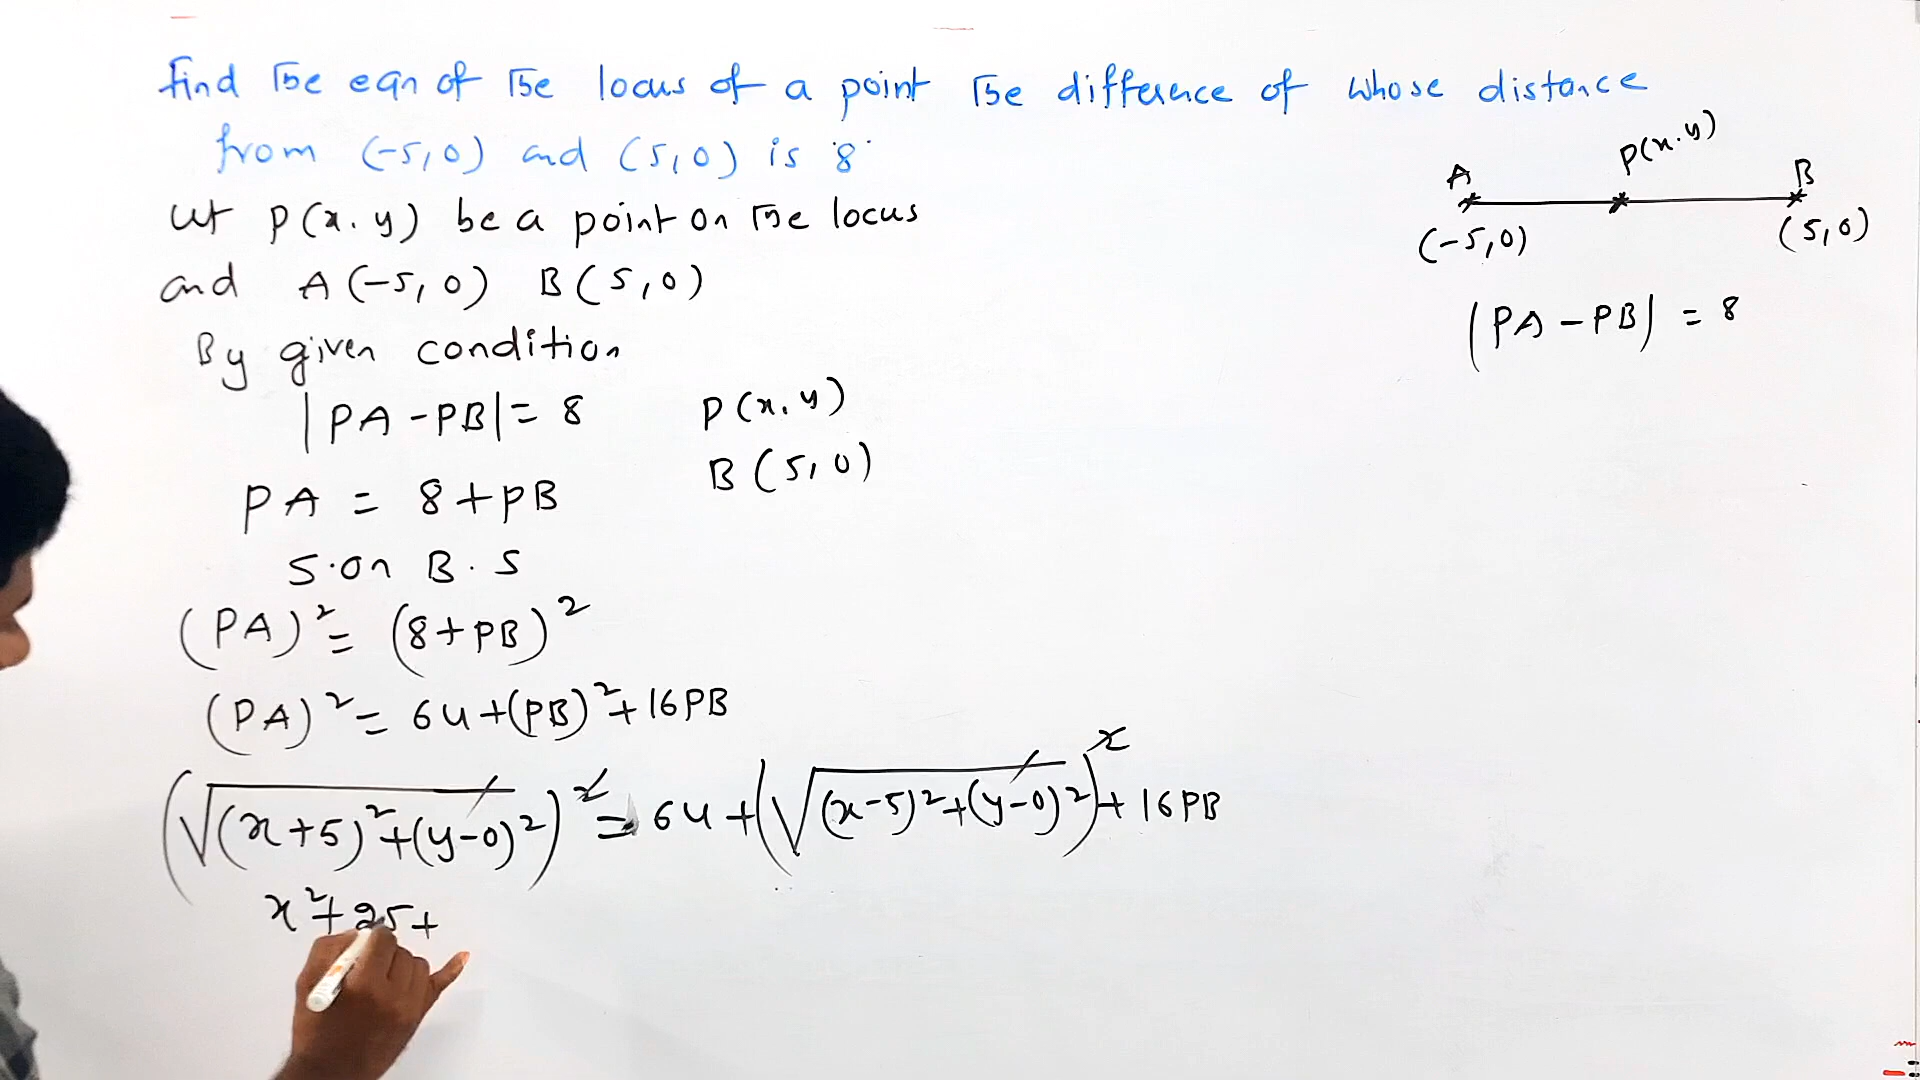 find the eqn of the locus of a point the difference of whose distance
from (-5,0) and (5,0) is '8'
let P(x.y) be a point on the locus
and A(-5,0) B(5,0)
By given condition
|PA-PB|= 8
PA = 8+PB
S.on B.S
(PA)²= (8+PB)²
(PA)²= 64+(PB)²+16PB
(√(x+5)²+(y-0)²)²= 64+(√(x-5)²+(y-0)²)²+16PB
x²+25+
P(x.y)
B(5,0)
P(x.y)
A B
(-5,0) (5,0)
|PA-PB| = 8